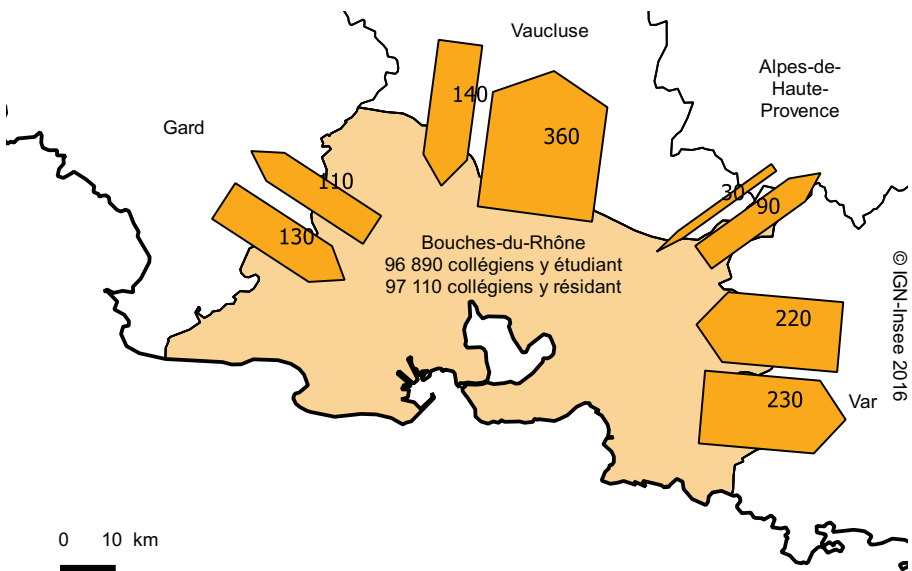 Vaucluse
Alpes-de-
Haute-
Provence
Gard
140
360
110
30
90
130
Bouches-du-Rhône
96 890 collégiens y étudiant
97 110 collégiens y résidant
220
230
Var
© IGN-Insee 2016
0 10 km